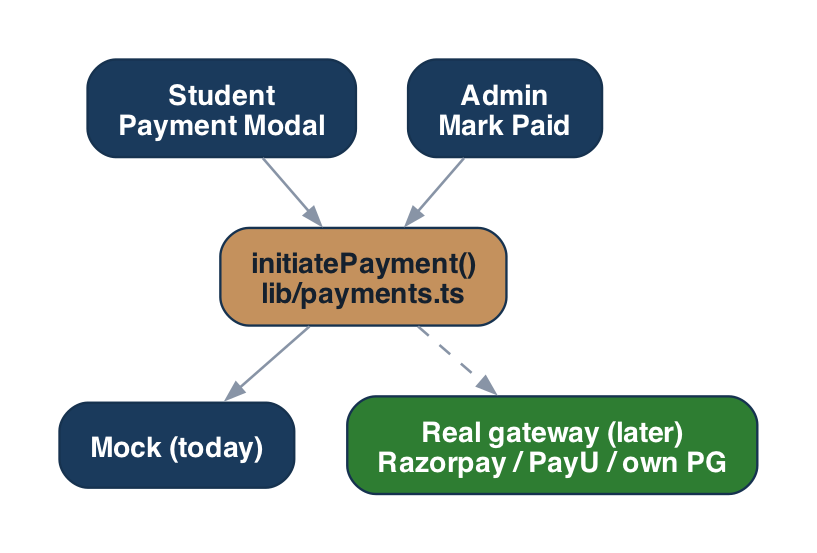 Student
Payment Modal
Admin
Mark Paid
initiatePayment()
lib/payments.ts
Mock (today)
Real gateway (later)
Razorpay / PayU / own PG